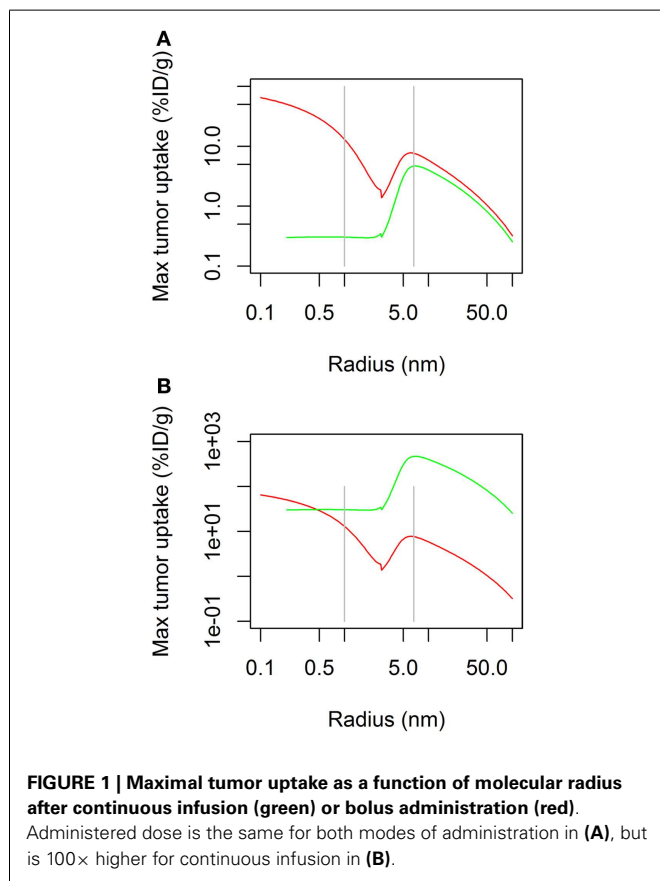 A
Max tumor uptake (%ID/g)
10.0
1.0
0.1
0.1 0.5 5.0 50.0
Radius (nm)
B
Max tumor uptake (%ID/g)
1e+03
1e+01
1e-01
0.1 0.5 5.0 50.0
Radius (nm)
FIGURE 1 | Maximal tumor uptake as a function of molecular radius
after continuous infusion (green) or bolus administration (red).
Administered dose is the same for both modes of administration in (A), but
is 100× higher for continuous infusion in (B).